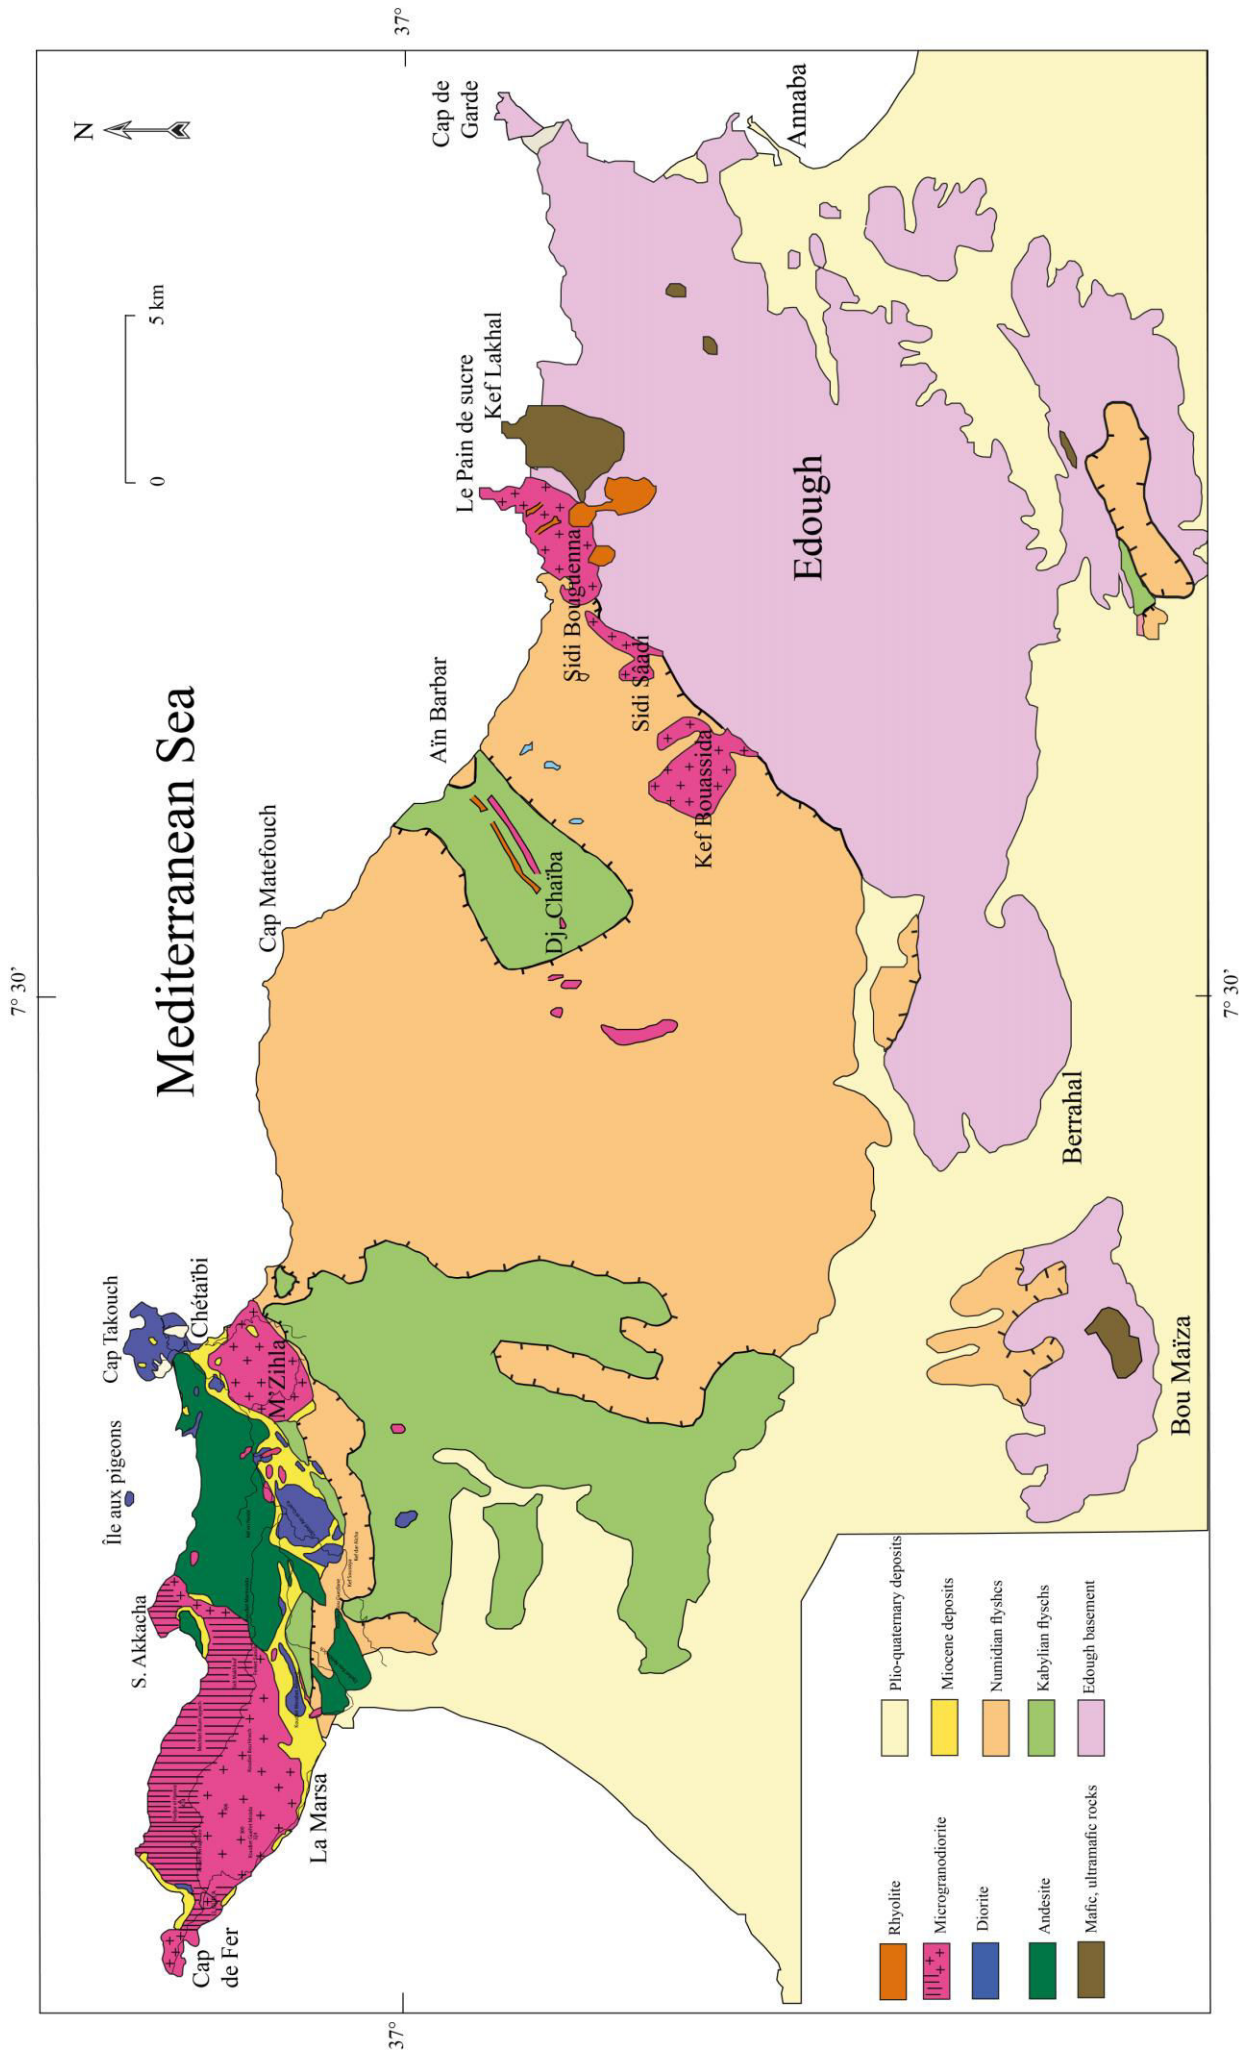 7° 30'
37°
N
Mediterranean Sea
0
5 km
Cap Takouch
Île aux pigeons
S. Akkacha
Chétaïbi
Cap Matefouch
Cap de
Garde
Cap
de Fer
M'Zihla
La Marsa
Aïn Barbar
Le Pain de sucre
Kef Lakhal
Sidi Bouguenna
Sidi Sâadi
Dj. Chaïba
Kef Bouassida
Annaba
Edough
Berrahal
Bou Maïza
Rhyolite
Microgranodiorite
Diorite
Andesite
Mafic, ultramafic rocks
Plio-quaternary deposits
Miocene deposits
Numidian flyshcs
Kabylian flyschs
Edough basement
37°
7° 30'